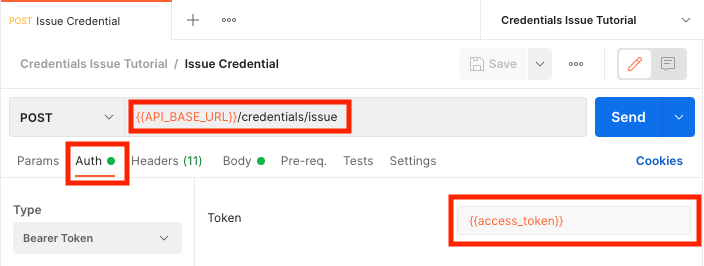 POST Issue Credential
Credentials Issue Tutorial
Credentials Issue Tutorial / Issue Credential
Save
POST
{{API_BASE_URL}}/credentials/issue
Send
Params Auth Headers (11) Body Pre-req. Tests Settings Cookies
Type
Bearer Token
Token
{{access_token}}